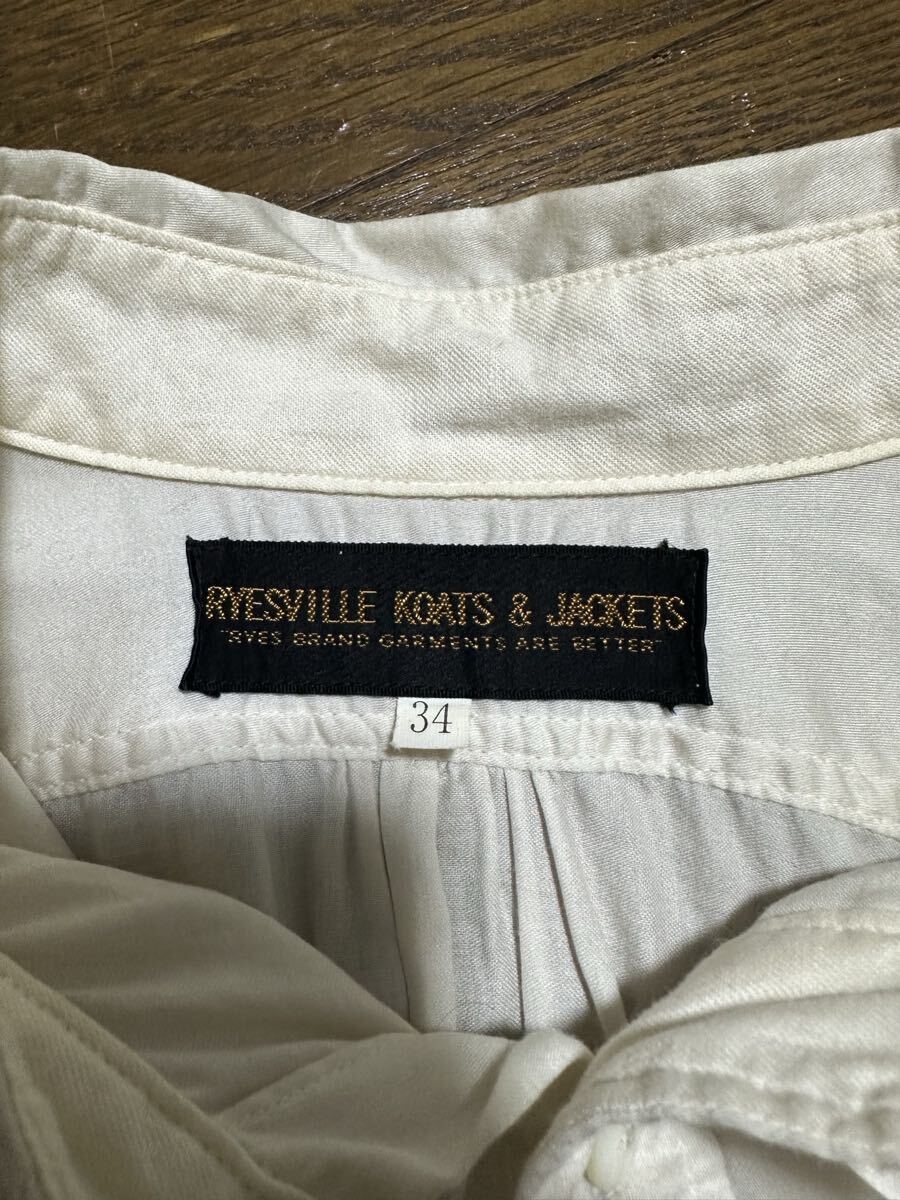 RYESVILLE KOATS & JACKETS
"RYES BRAND GARMENTS ARE BETTER"
34